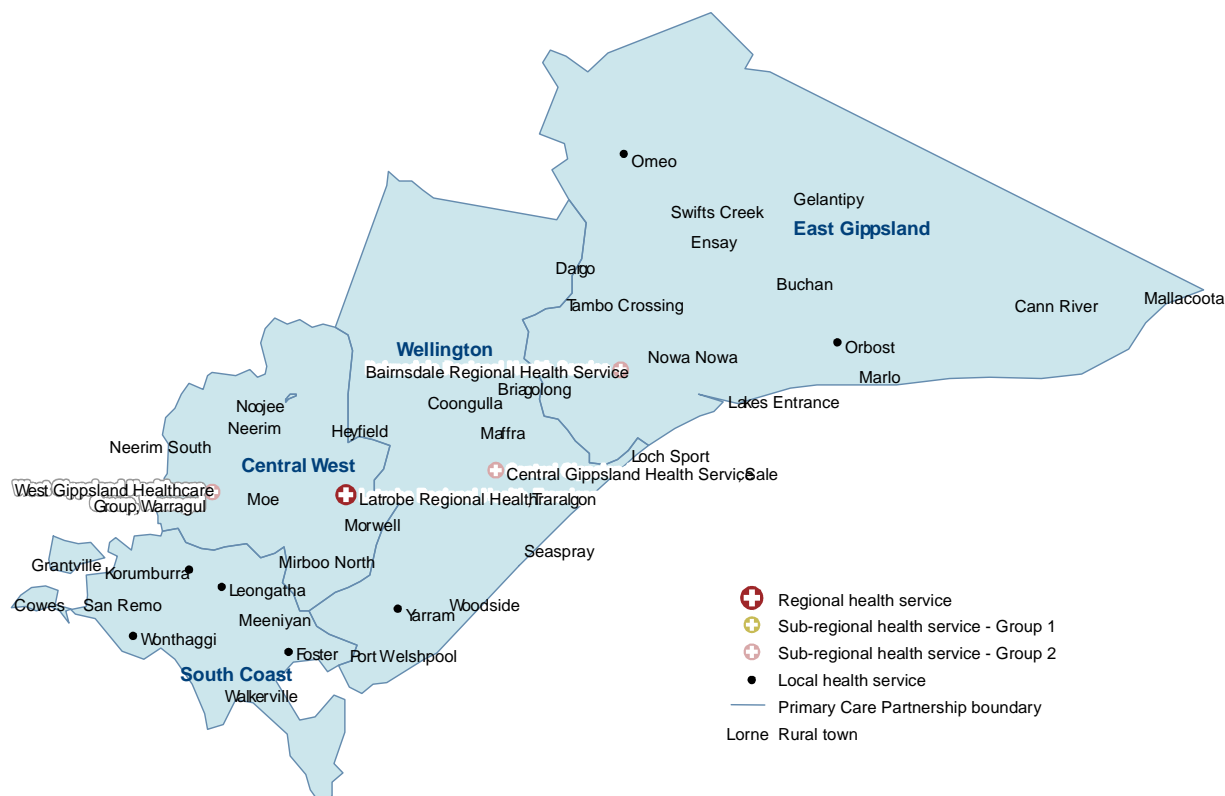 Omeo
Gelantipy
Swifts Creek
East Gippsland
Ensay
Dargo
Buchan
Mallacoota
Tambo Crossing
Cann River
Orbost
Wellington
Nowa Nowa
Bairnsdale Regional Health Service
Marlo
Briagolong
Lakes Entrance
Coongulla
Noojee
Neerim
Heyfield
Maffra
Neerim South
Loch Sport
Central West
Central Gippsland Health Service, Sale
West Gippsland Healthcare
Group, Warragul
Moe
Latrobe Regional Health, Traralgon
Morwell
Seaspray
Mirboo North
Grantville
Korumburra
Leongatha
Cowes
San Remo
Woodside
Yarram
Meeniyan
Wonthaggi
Foster
Port Welshpool
South Coast
Walkerville
Regional health service
Sub-regional health service - Group 1
Sub-regional health service - Group 2
Local health service
Primary Care Partnership boundary
Lorne Rural town